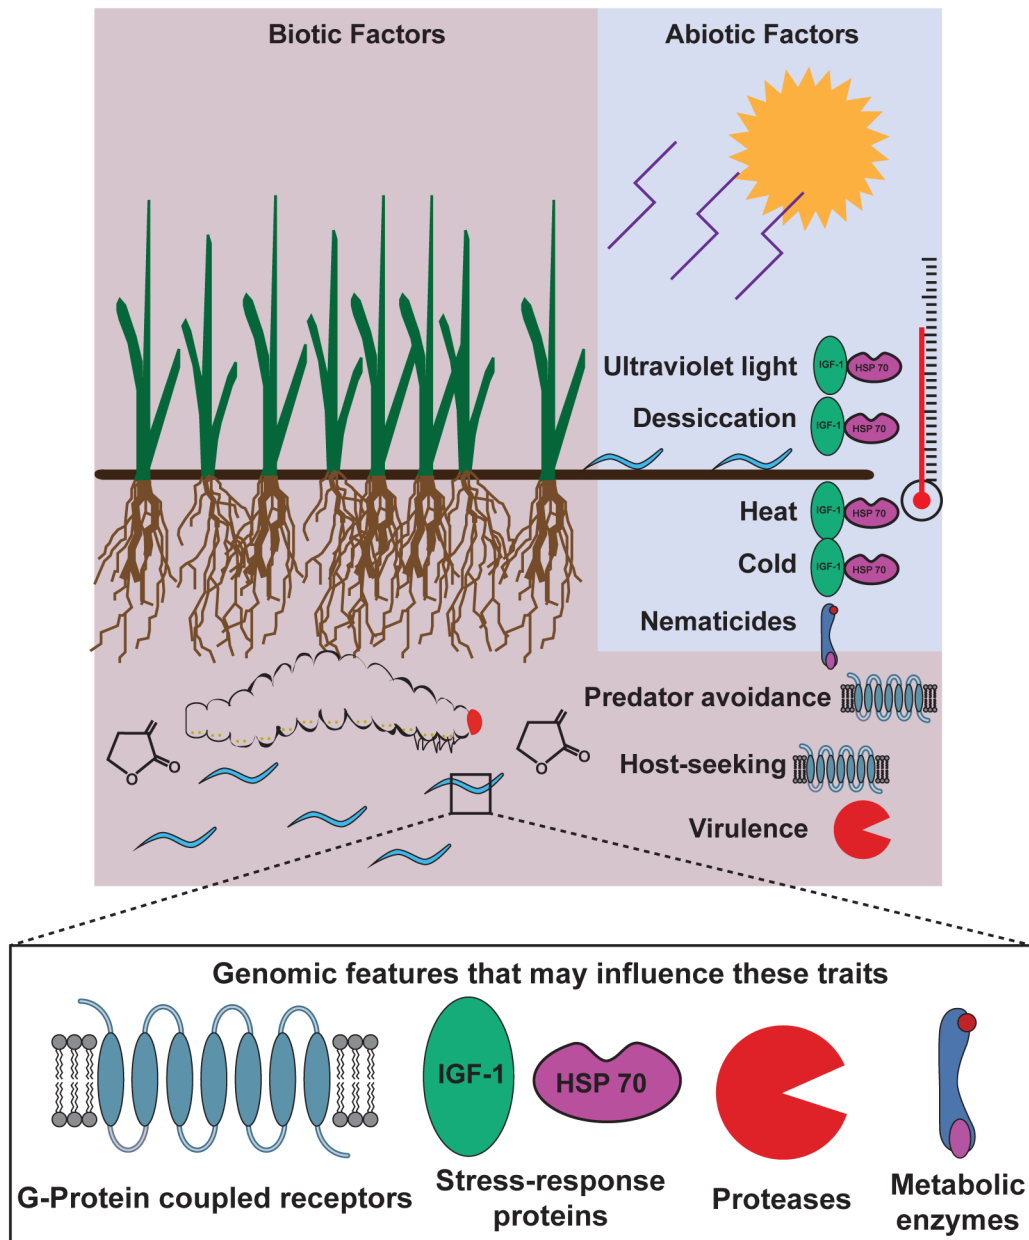 Biotic Factors
Abiotic Factors
Ultraviolet light
IGF-1
HSP 70
Dessiccation
IGF-1
HSP 70
Heat
IGF-1
HSP 70
Cold
IGF-1
HSP 70
Nematicides
Predator avoidance
Host-seeking
Virulence
O
O
O
O
Genomic features that may influence these traits
IGF-1
HSP 70
G-Protein coupled receptors
Stress-response
proteins
Proteases
Metabolic
enzymes